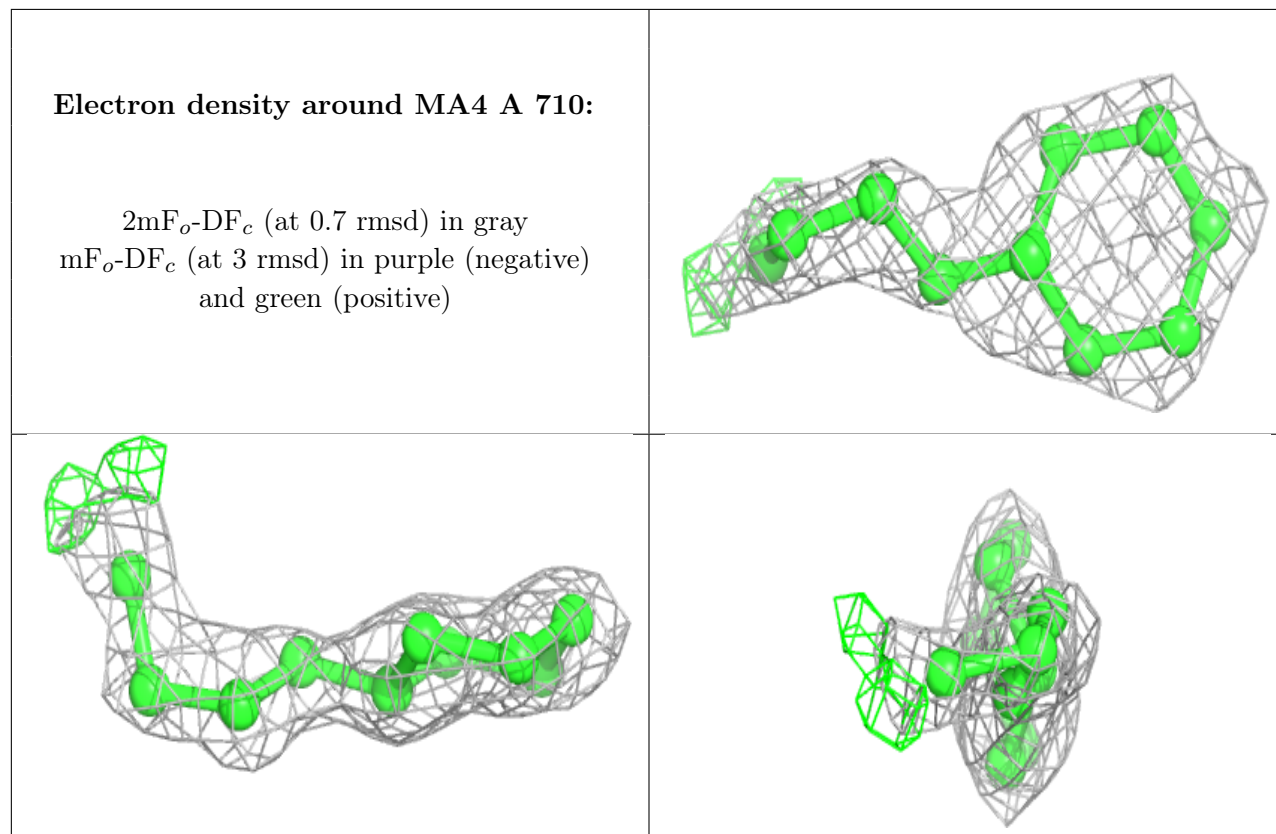 Electron density around MA4 A 710:
2mFo-DFc (at 0.7 rmsd) in gray
mFo-DFc (at 3 rmsd) in purple (negative)
and green (positive)